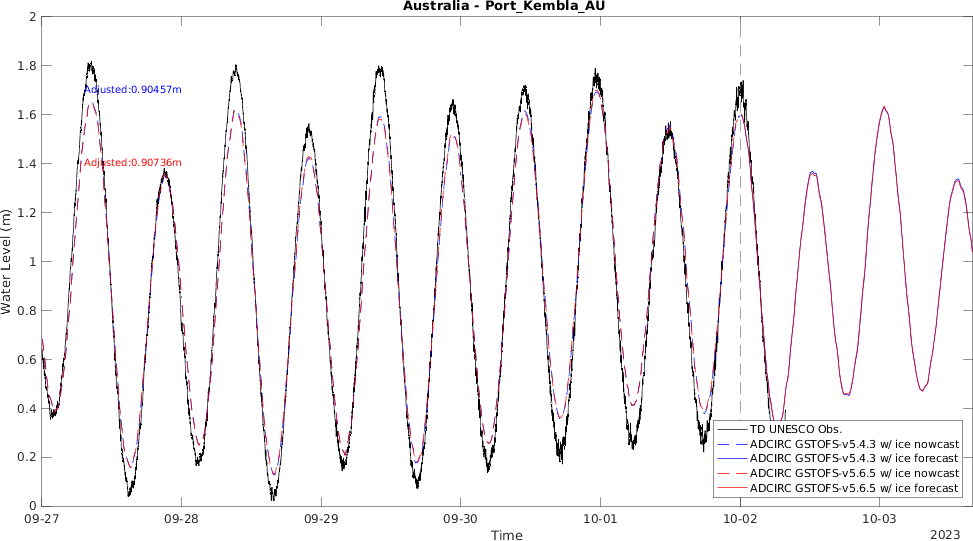 Australia - Port_Kembla_AU
2
1.8
1.6
1.4
1.2
1
0.8
0.6
0.4
0.2
0
Water Level (m)
Adjusted:0.90457m
Adjusted:0.90736m
TD UNESCO Obs.
ADCIRC GSTOFS-v5.4.3 w/ ice nowcast
ADCIRC GSTOFS-v5.4.3 w/ ice forecast
ADCIRC GSTOFS-v5.6.5 w/ ice nowcast
ADCIRC GSTOFS-v5.6.5 w/ ice forecast
09-27 09-28 09-29 09-30 10-01 10-02 10-03
Time
2023